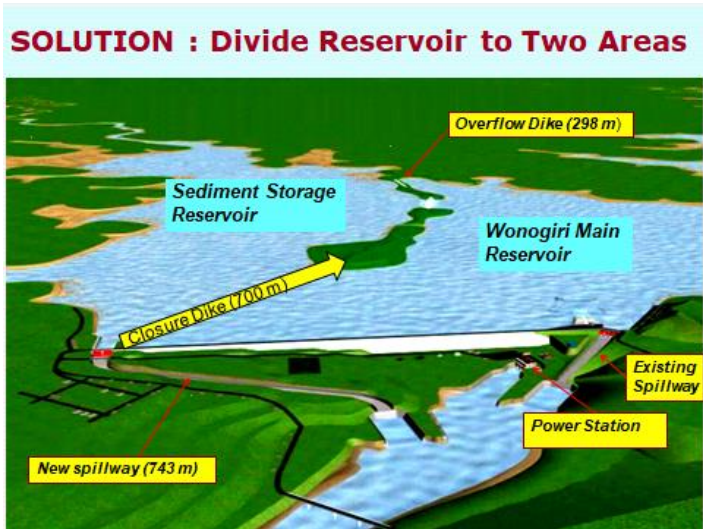 SOLUTION : Divide Reservoir to Two Areas
Overflow Dike (298 m)
Sediment Storage
Reservoir
Wonogiri Main
Reservoir
Closure Dike (700 m)
Existing
Spillway
Power Station
New spillway (743 m)